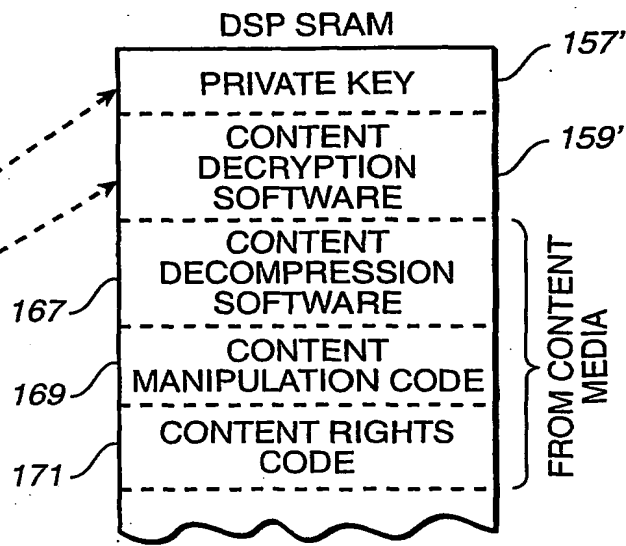 DSP SRAM
PRIVATE KEY
157'
CONTENT
DECRYPTION
SOFTWARE
159'
CONTENT
DECOMPRESSION
SOFTWARE
167
CONTENT
MANIPULATION CODE
169
CONTENT RIGHTS
CODE
171
FROM CONTENT
MEDIA